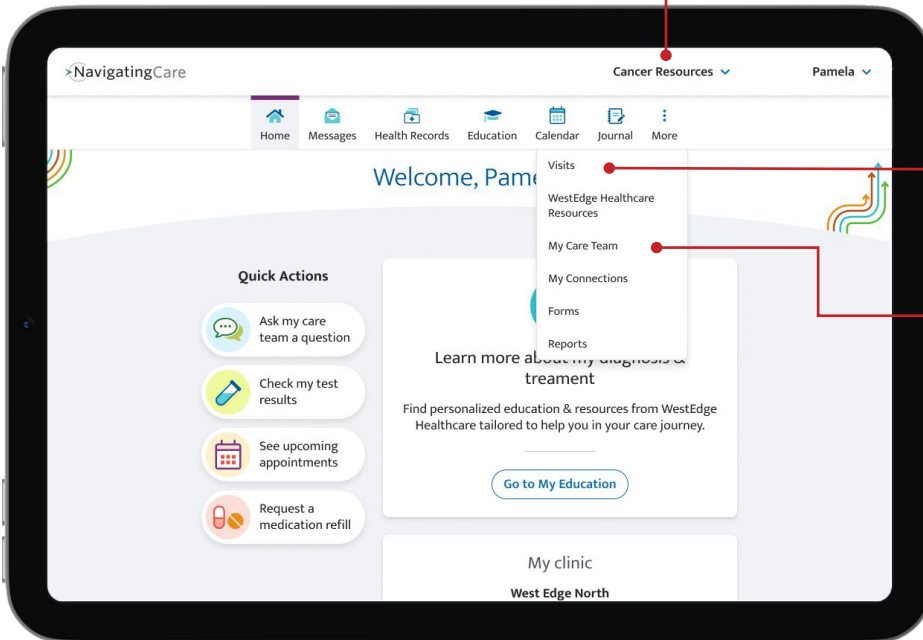 NavigatingCare
Cancer Resources
Pamela
Home
Messages
Health Records
Education
Calendar
Journal
More
Welcome, Pame
Visits
WestEdge Healthcare
Resources
My Care Team
My Connections
Forms
Reports
Quick Actions
Ask my care
team a question
Check my test
results
See upcoming
appointments
Request a
medication refill
Learn more about my diagnosis &
treament
Find personalized education & resources from WestEdge
Healthcare tailored to help you in your care journey.
Go to My Education
My clinic
West Edge North